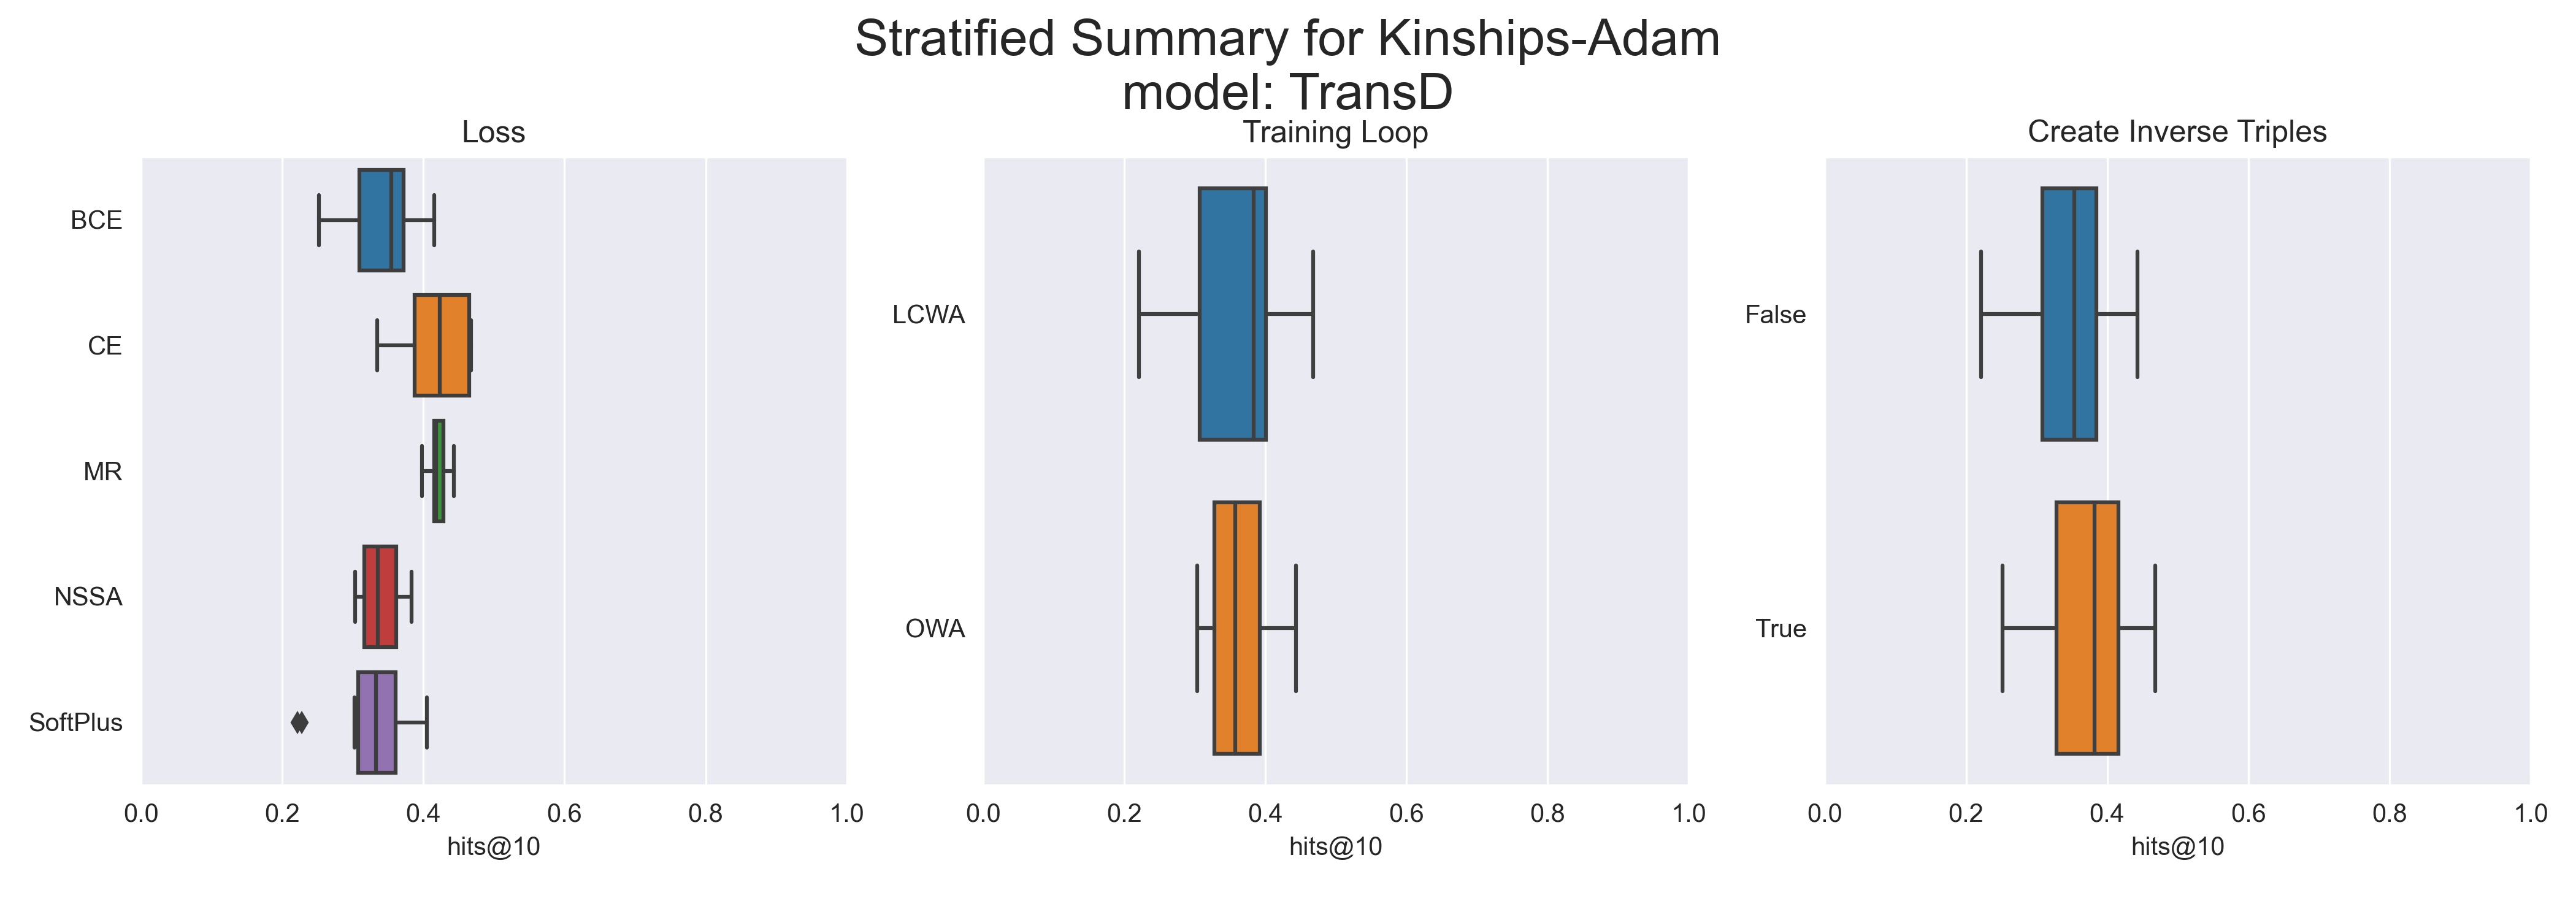 Stratified Summary for Kinships-Adam
model: TransD
Loss
BCE
CE
MR
NSSA
SoftPlus
0.0 0.2 0.4 0.6 0.8 1.0
hits@10
Training Loop
LCWA
OWA
0.0 0.2 0.4 0.6 0.8 1.0
hits@10
Create Inverse Triples
False
True
0.0 0.2 0.4 0.6 0.8 1.0
hits@10